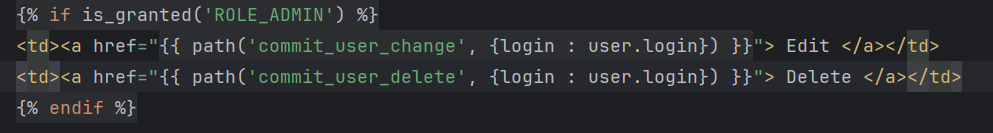 {% if is_granted('ROLE_ADMIN') %}
<td><a href="{{ path('commit_user_change', {login : user.login}) }}"> Edit </a></td>
<td><a href="{{ path('commit_user_delete', {login : user.login}) }}"> Delete </a></td>
{% endif %}